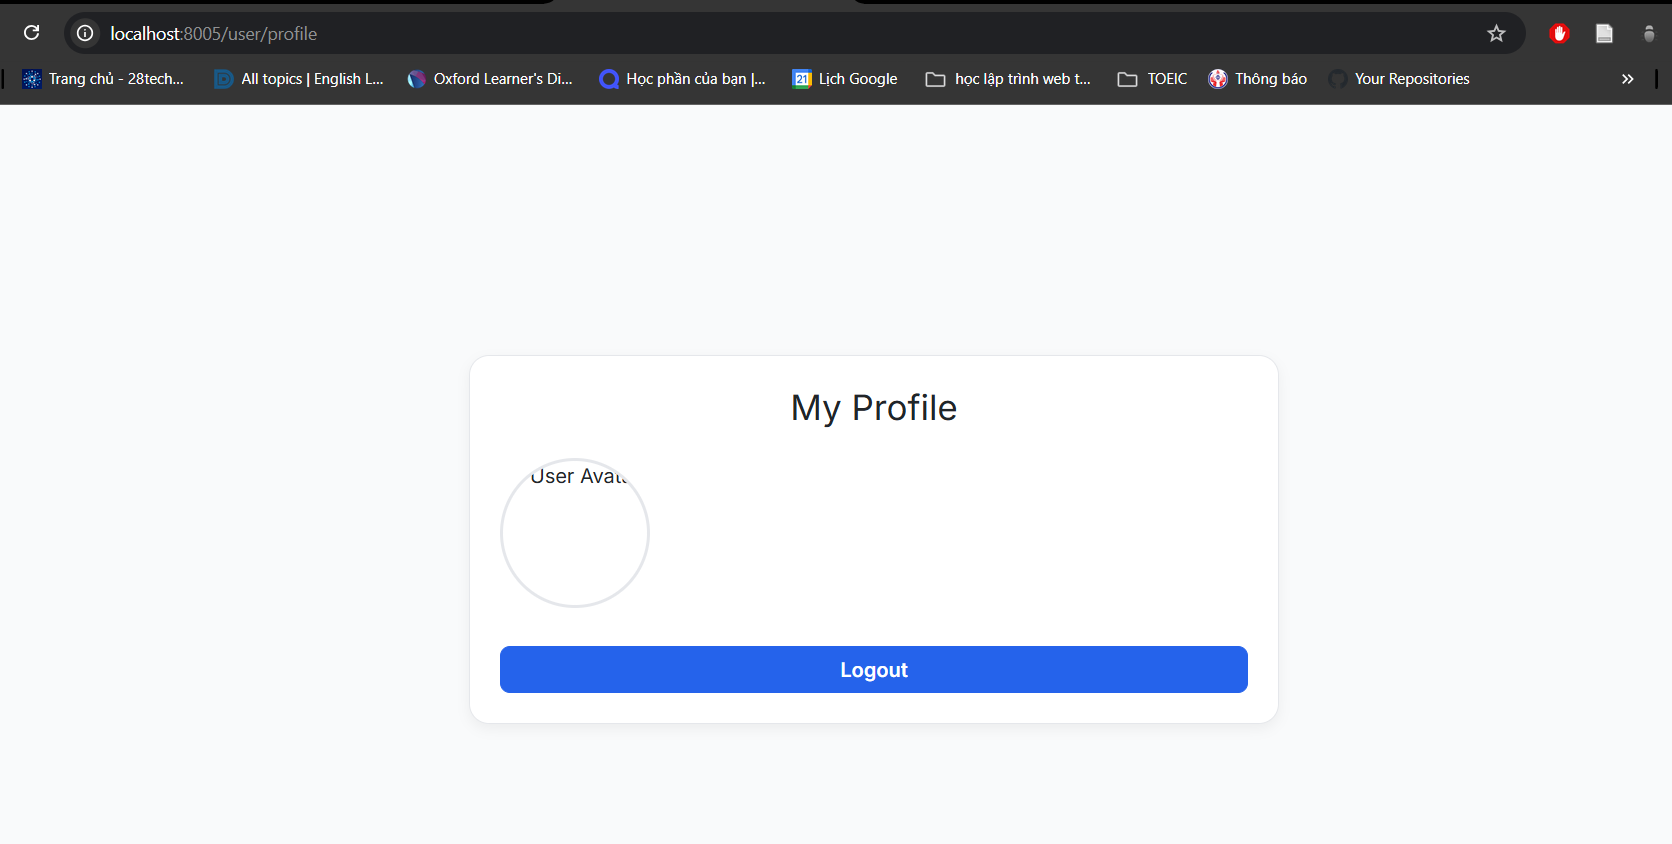 localhost:8005/user/profile
Trang chủ - 28tech... All topics | English L... Oxford Learner's Di... Học phần của bạn |... Lịch Google học lập trình web t... TOEIC Thông báo Your Repositories
My Profile
User Avat
Logout